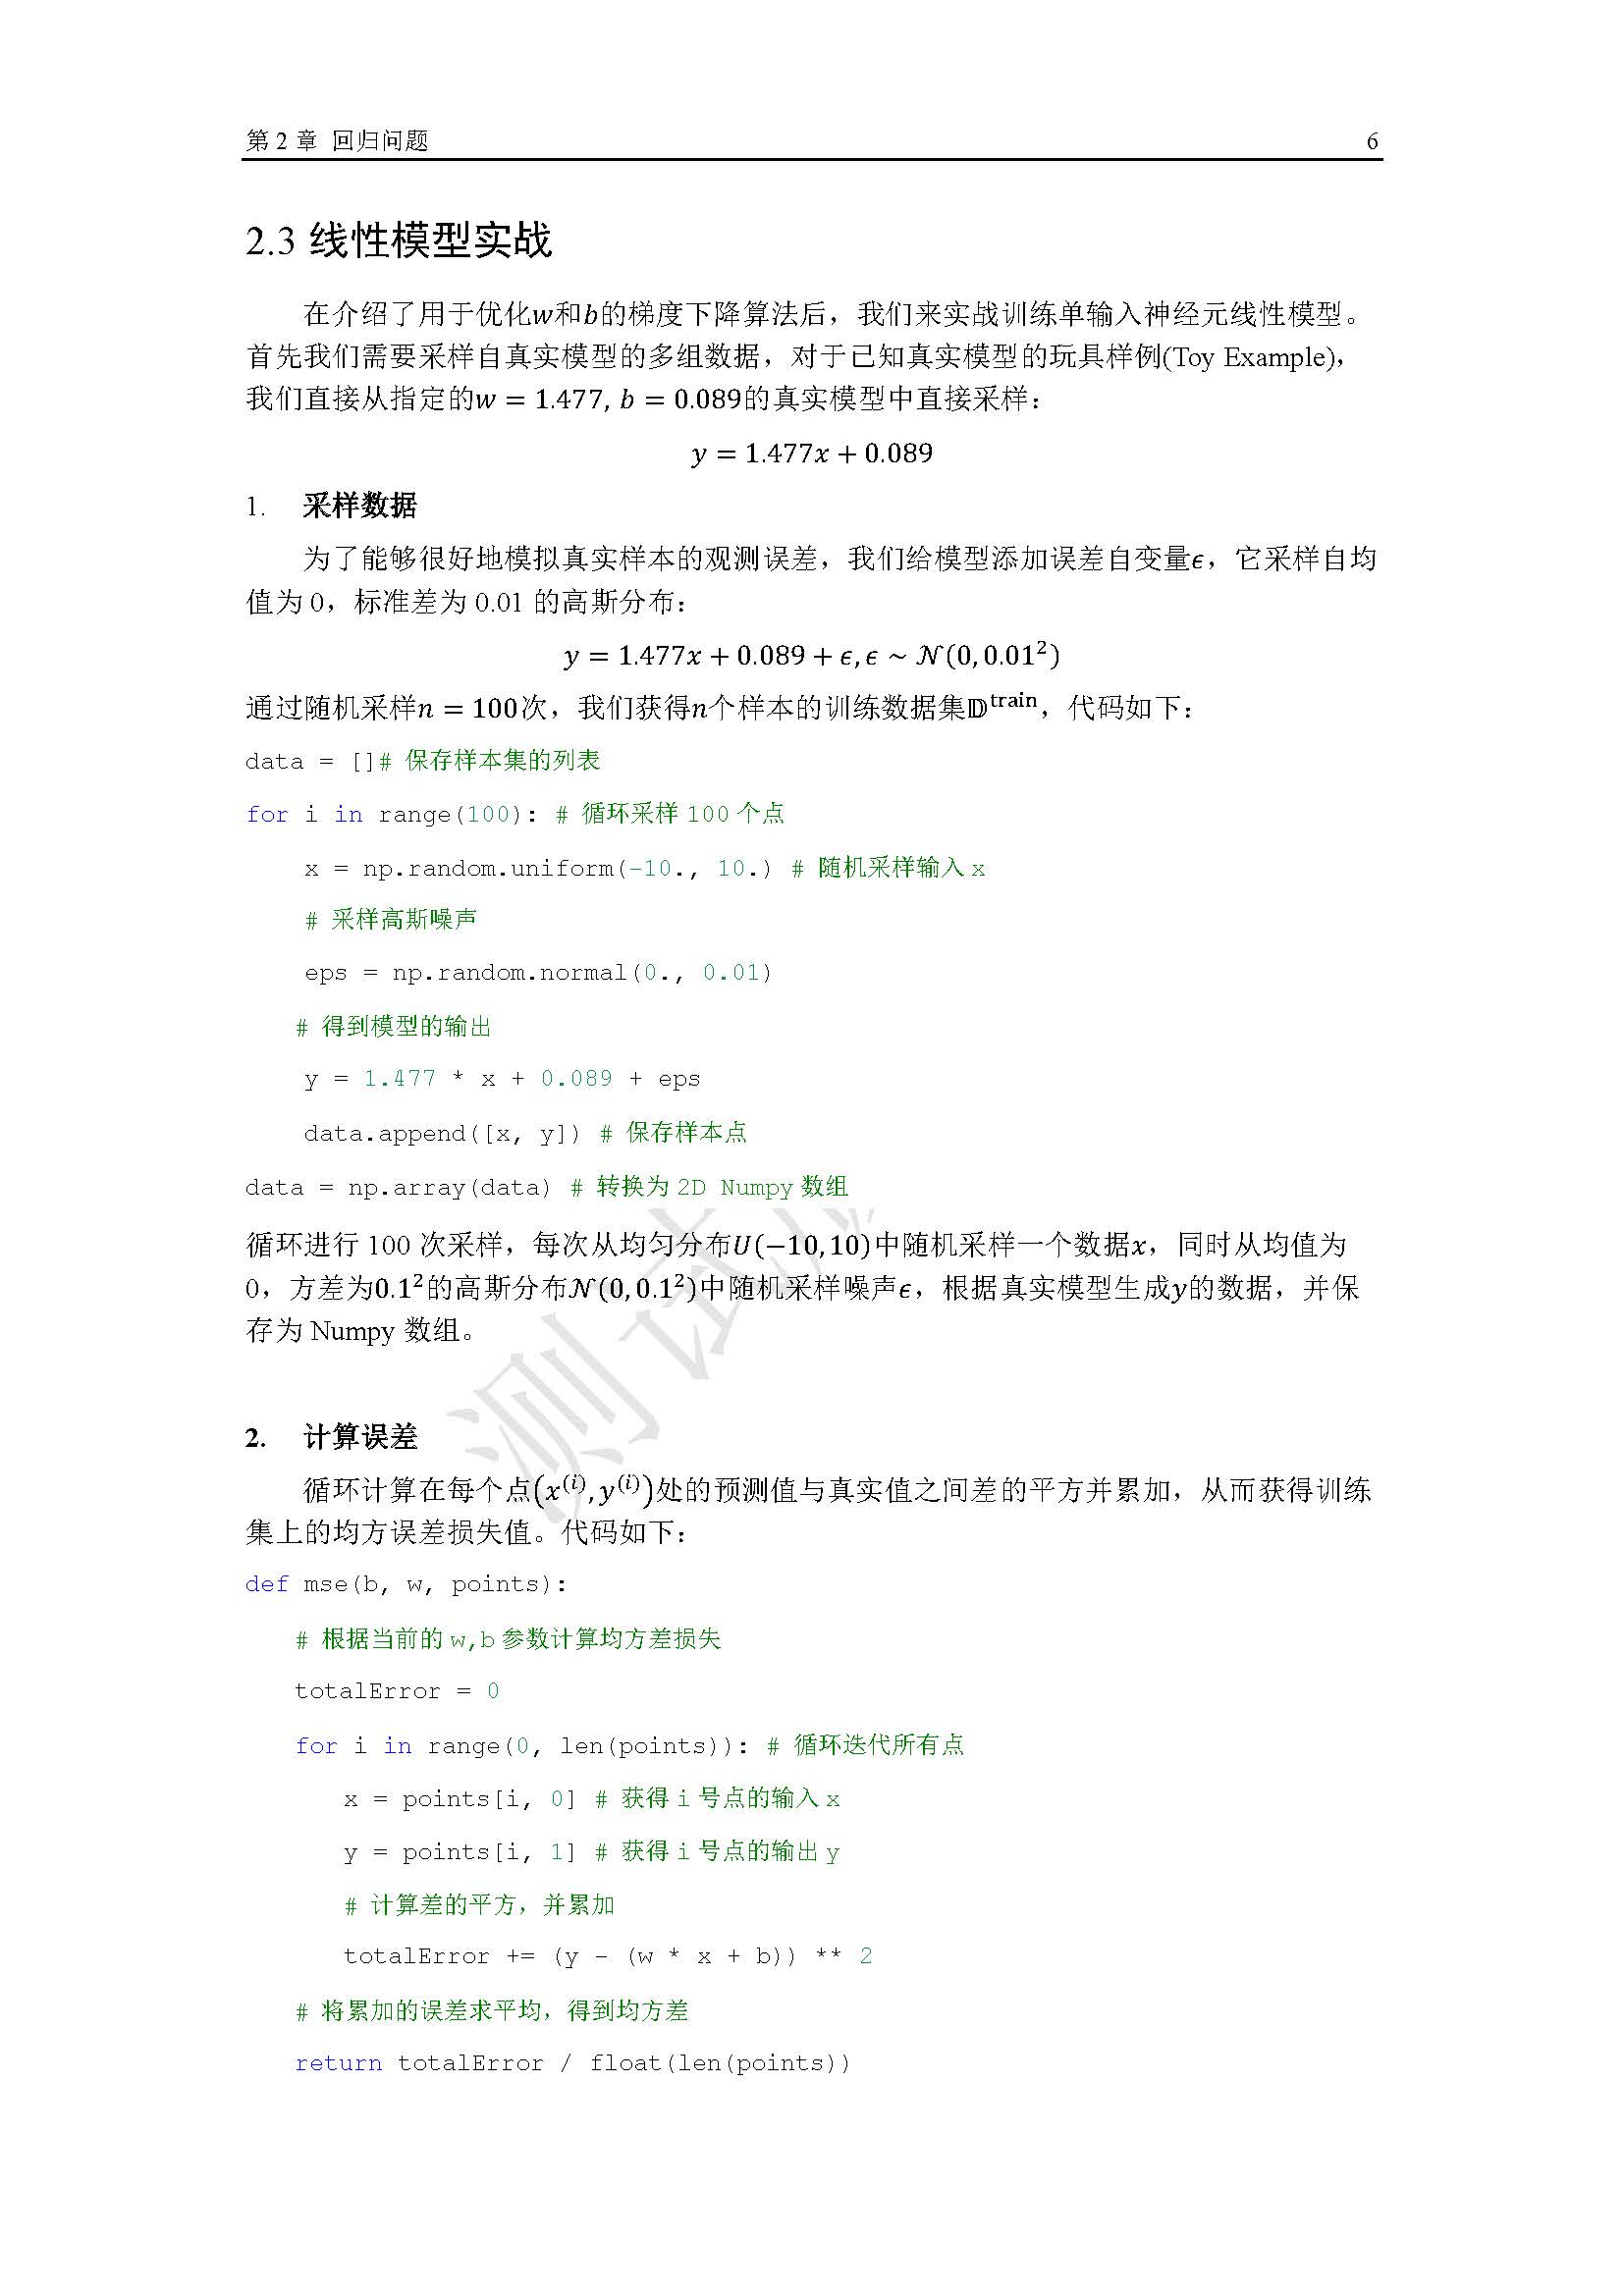 第 2 章 回归问题 6
2.3 线性模型实战
在介绍了用于优化w和b的梯度下降算法后，我们来实战训练单输入神经元线性模型。
首先我们需要采样自真实模型的多组数据，对于已知真实模型的玩具样例(Toy Example)，
我们直接从指定的w = 1.477, b = 0.089的真实模型中直接采样：
y = 1.477x + 0.089
1. 采样数据
为了能够很好地模拟真实样本的观测误差，我们给模型添加误差自变量ϵ，它采样自均
值为 0，标准差为 0.01 的高斯分布：
y = 1.477x + 0.089 + ϵ, ϵ ~ 𝒩(0, 0.01²)
通过随机采样n = 100次，我们获得n个样本的训练数据集𝔻^train，代码如下：
data = []# 保存样本集的列表
for i in range(100): # 循环采样 100 个点
    x = np.random.uniform(-10., 10.) # 随机采样输入 x
    # 采样高斯噪声
    eps = np.random.normal(0., 0.01)
    # 得到模型的输出
    y = 1.477 * x + 0.089 + eps
    data.append([x, y]) # 保存样本点
data = np.array(data) # 转换为 2D Numpy 数组
循环进行 100 次采样，每次从均匀分布U(−10, 10)中随机采样一个数据x，同时从均值为
0，方差为0.1²的高斯分布𝒩(0, 0.1²)中随机采样噪声ϵ，根据真实模型生成y的数据，并保
存为 Numpy 数组。
2. 计算误差
循环计算在每个点(x⁽ⁱ⁾, y⁽ⁱ⁾)处的预测值与真实值之间差的平方并累加，从而获得训练
集上的均方误差损失值。代码如下：
def mse(b, w, points):
    # 根据当前的 w,b 参数计算均方差损失
    totalError = 0
    for i in range(0, len(points)): # 循环迭代所有点
        x = points[i, 0] # 获得 i 号点的输入 x
        y = points[i, 1] # 获得 i 号点的输出 y
        # 计算差的平方，并累加
        totalError += (y - (w * x + b)) ** 2
    # 将累加的误差求平均，得到均方差
    return totalError / float(len(points))
测试